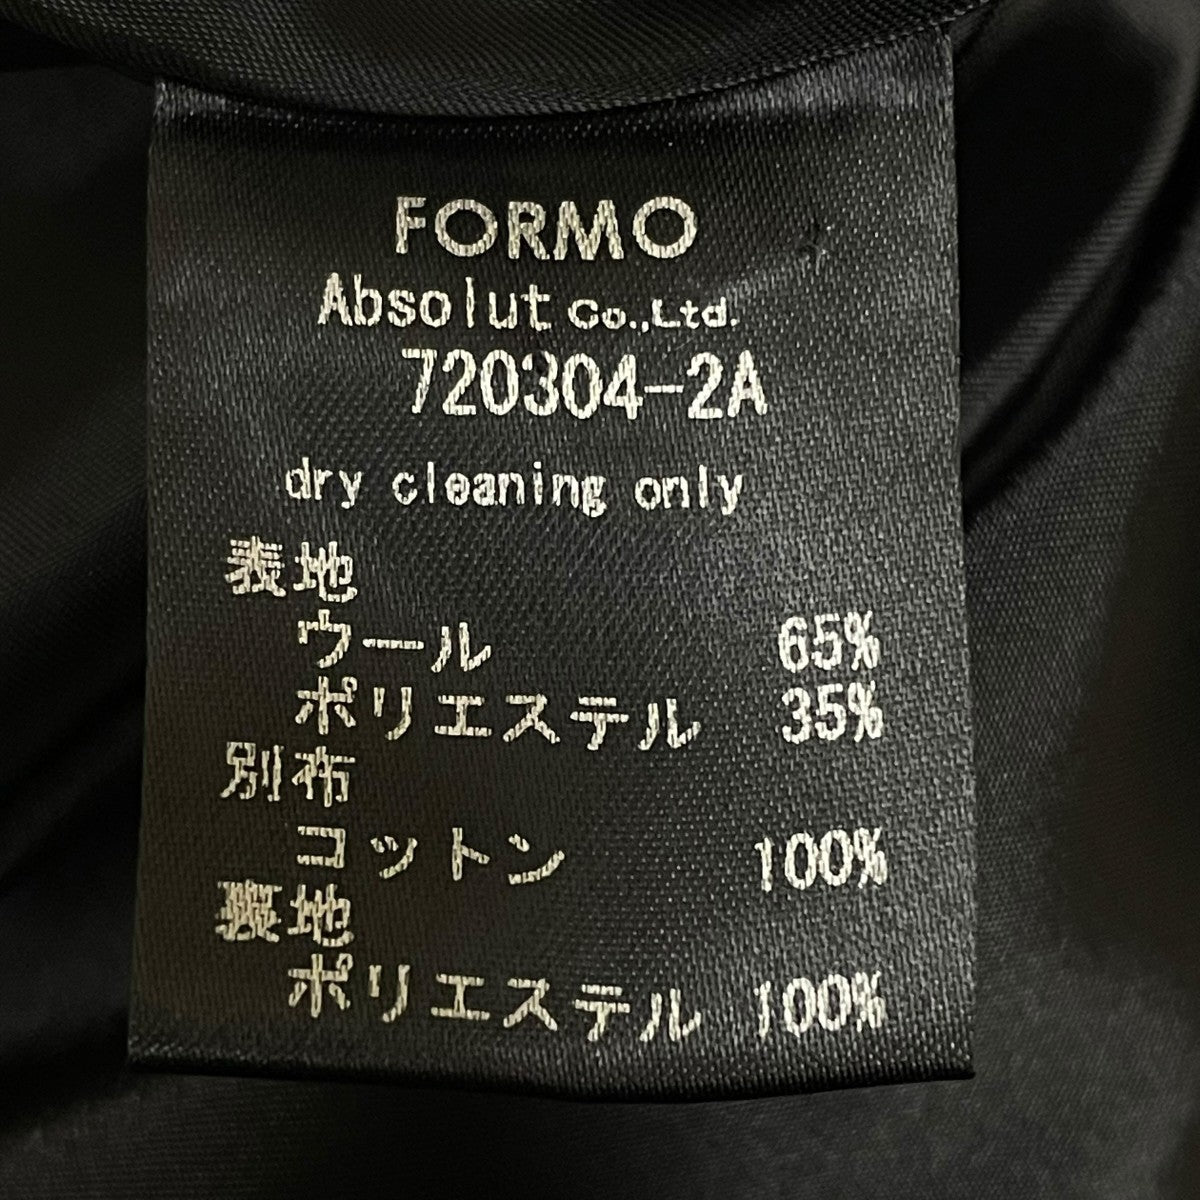 FORMO
Absolut Co.,Ltd.
720304-2A
dry cleaning only
表地
ウール 65%
ポリエステル 35%
別布
コットン 100%
裏地
ポリエステル 100%